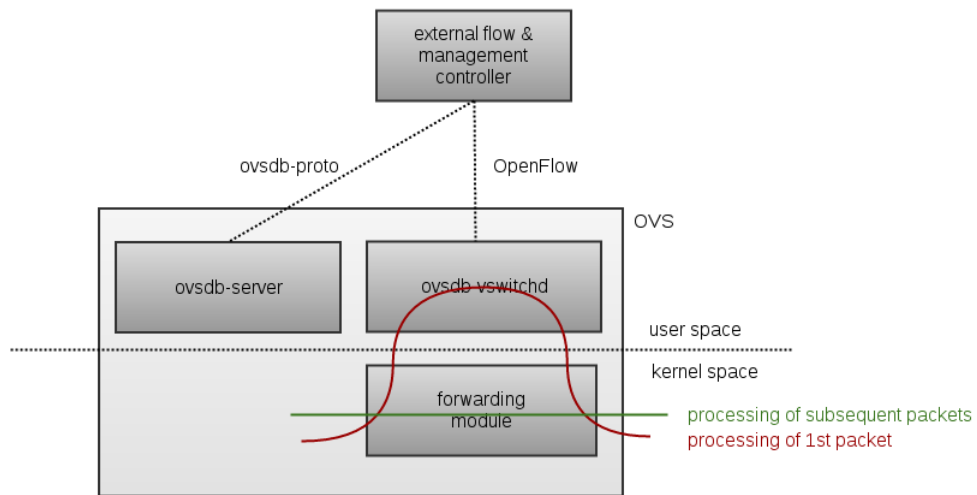 external flow &
management
controller
ovsdb-proto
OpenFlow
OVS
ovsdb-server
ovsdb-vswitchd
user space
kernel space
forwarding
module
processing of subsequent packets
processing of 1st packet